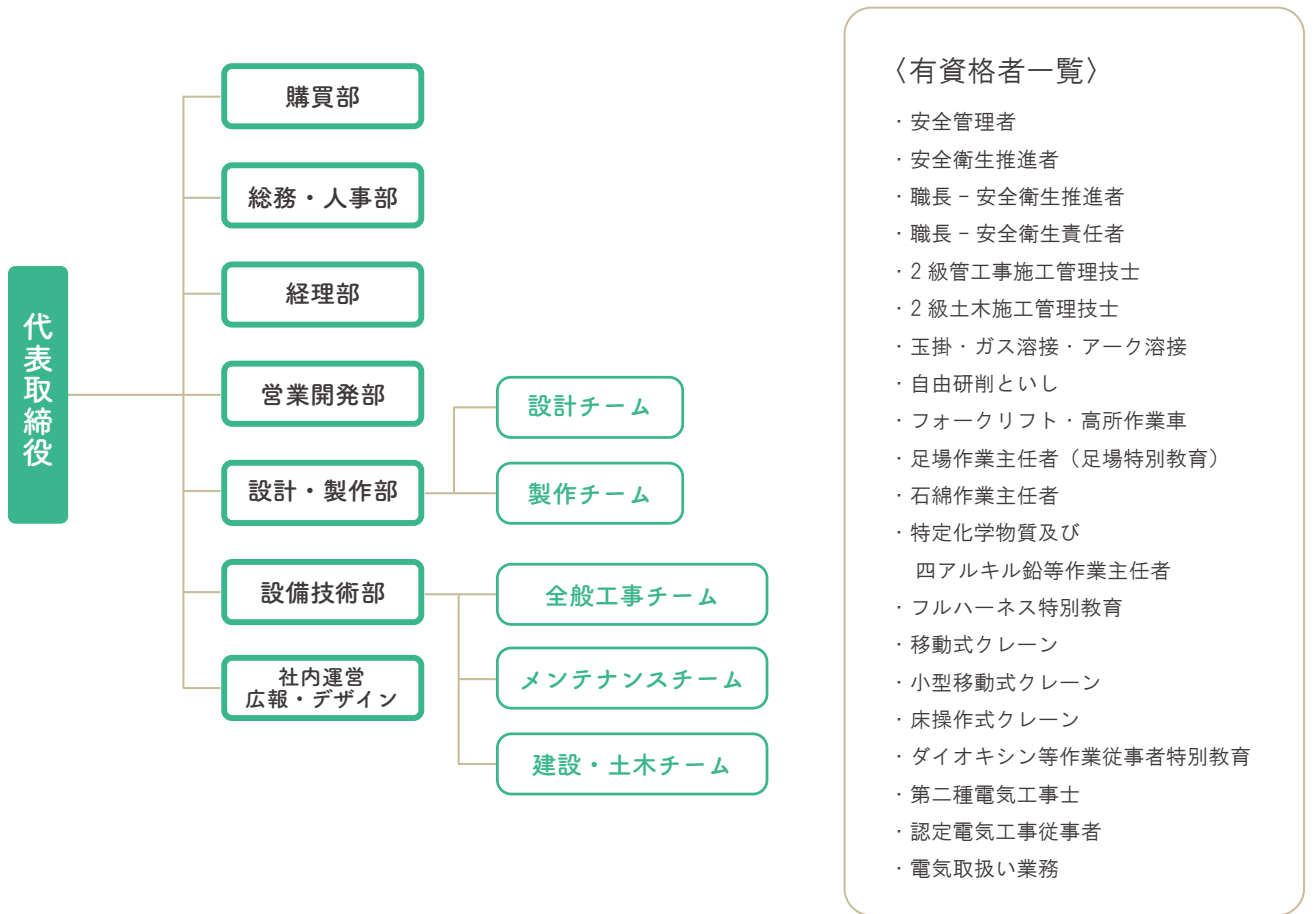 代表取締役
購買部
総務・人事部
経理部
営業開発部
設計・製作部
設備技術部
社内運営
広報・デザイン
設計チーム
製作チーム
全般工事チーム
メンテナンスチーム
建設・土木チーム
〈有資格者一覧〉
・安全管理者
・安全衛生推進者
・職長 − 安全衛生推進者
・職長 − 安全衛生責任者
・2 級管工事施工管理技士
・2 級土木施工管理技士
・玉掛・ガス溶接・アーク溶接
・自由研削といし
・フォークリフト・高所作業車
・足場作業主任者（足場特別教育）
・石綿作業主任者
・特定化学物質及び
四アルキル鉛等作業主任者
・フルハーネス特別教育
・移動式クレーン
・小型移動式クレーン
・床操作式クレーン
・ダイオキシン等作業従事者特別教育
・第二種電気工事士
・認定電気工事従事者
・電気取扱い業務